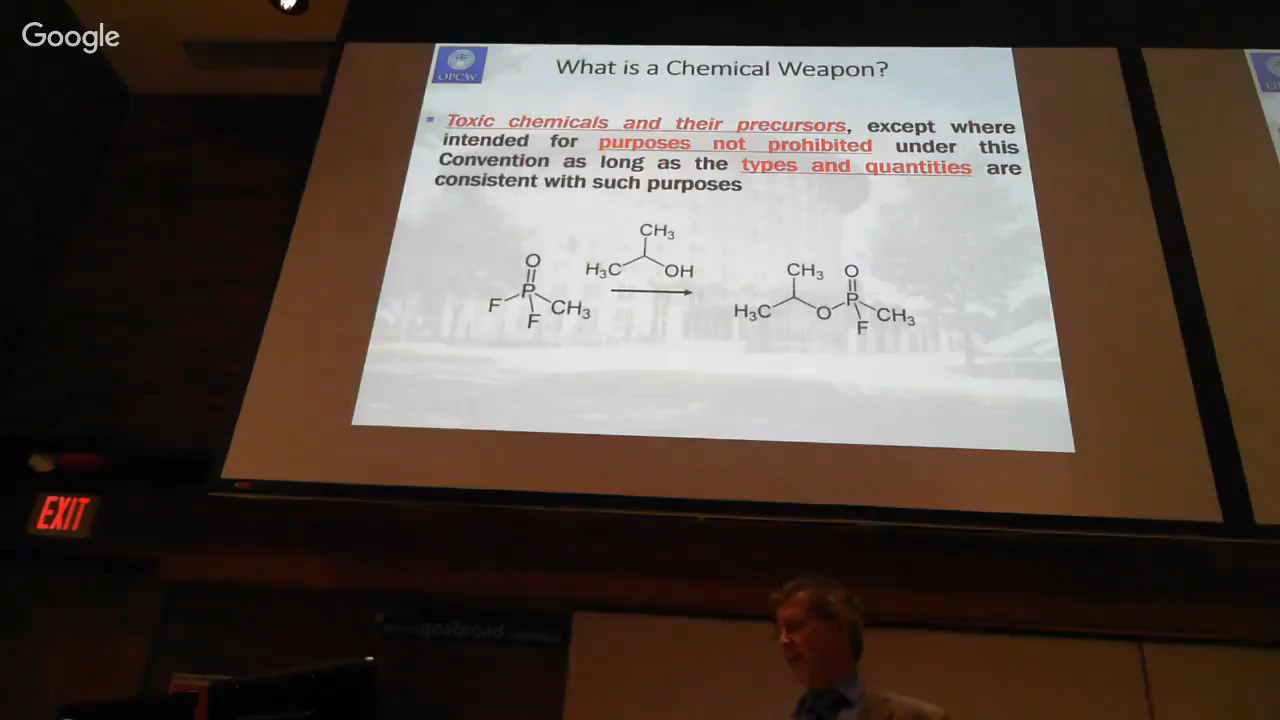 Google
OPCW
What is a Chemical Weapon?
Toxic chemicals and their precursors, except where
intended for purposes not prohibited under this
Convention as long as the types and quantities are
consistent with such purposes
CH₃
H₃C OH
O
F P CH₃
F
CH₃ O
H₃C O P CH₃
F
EXIT
goabroad